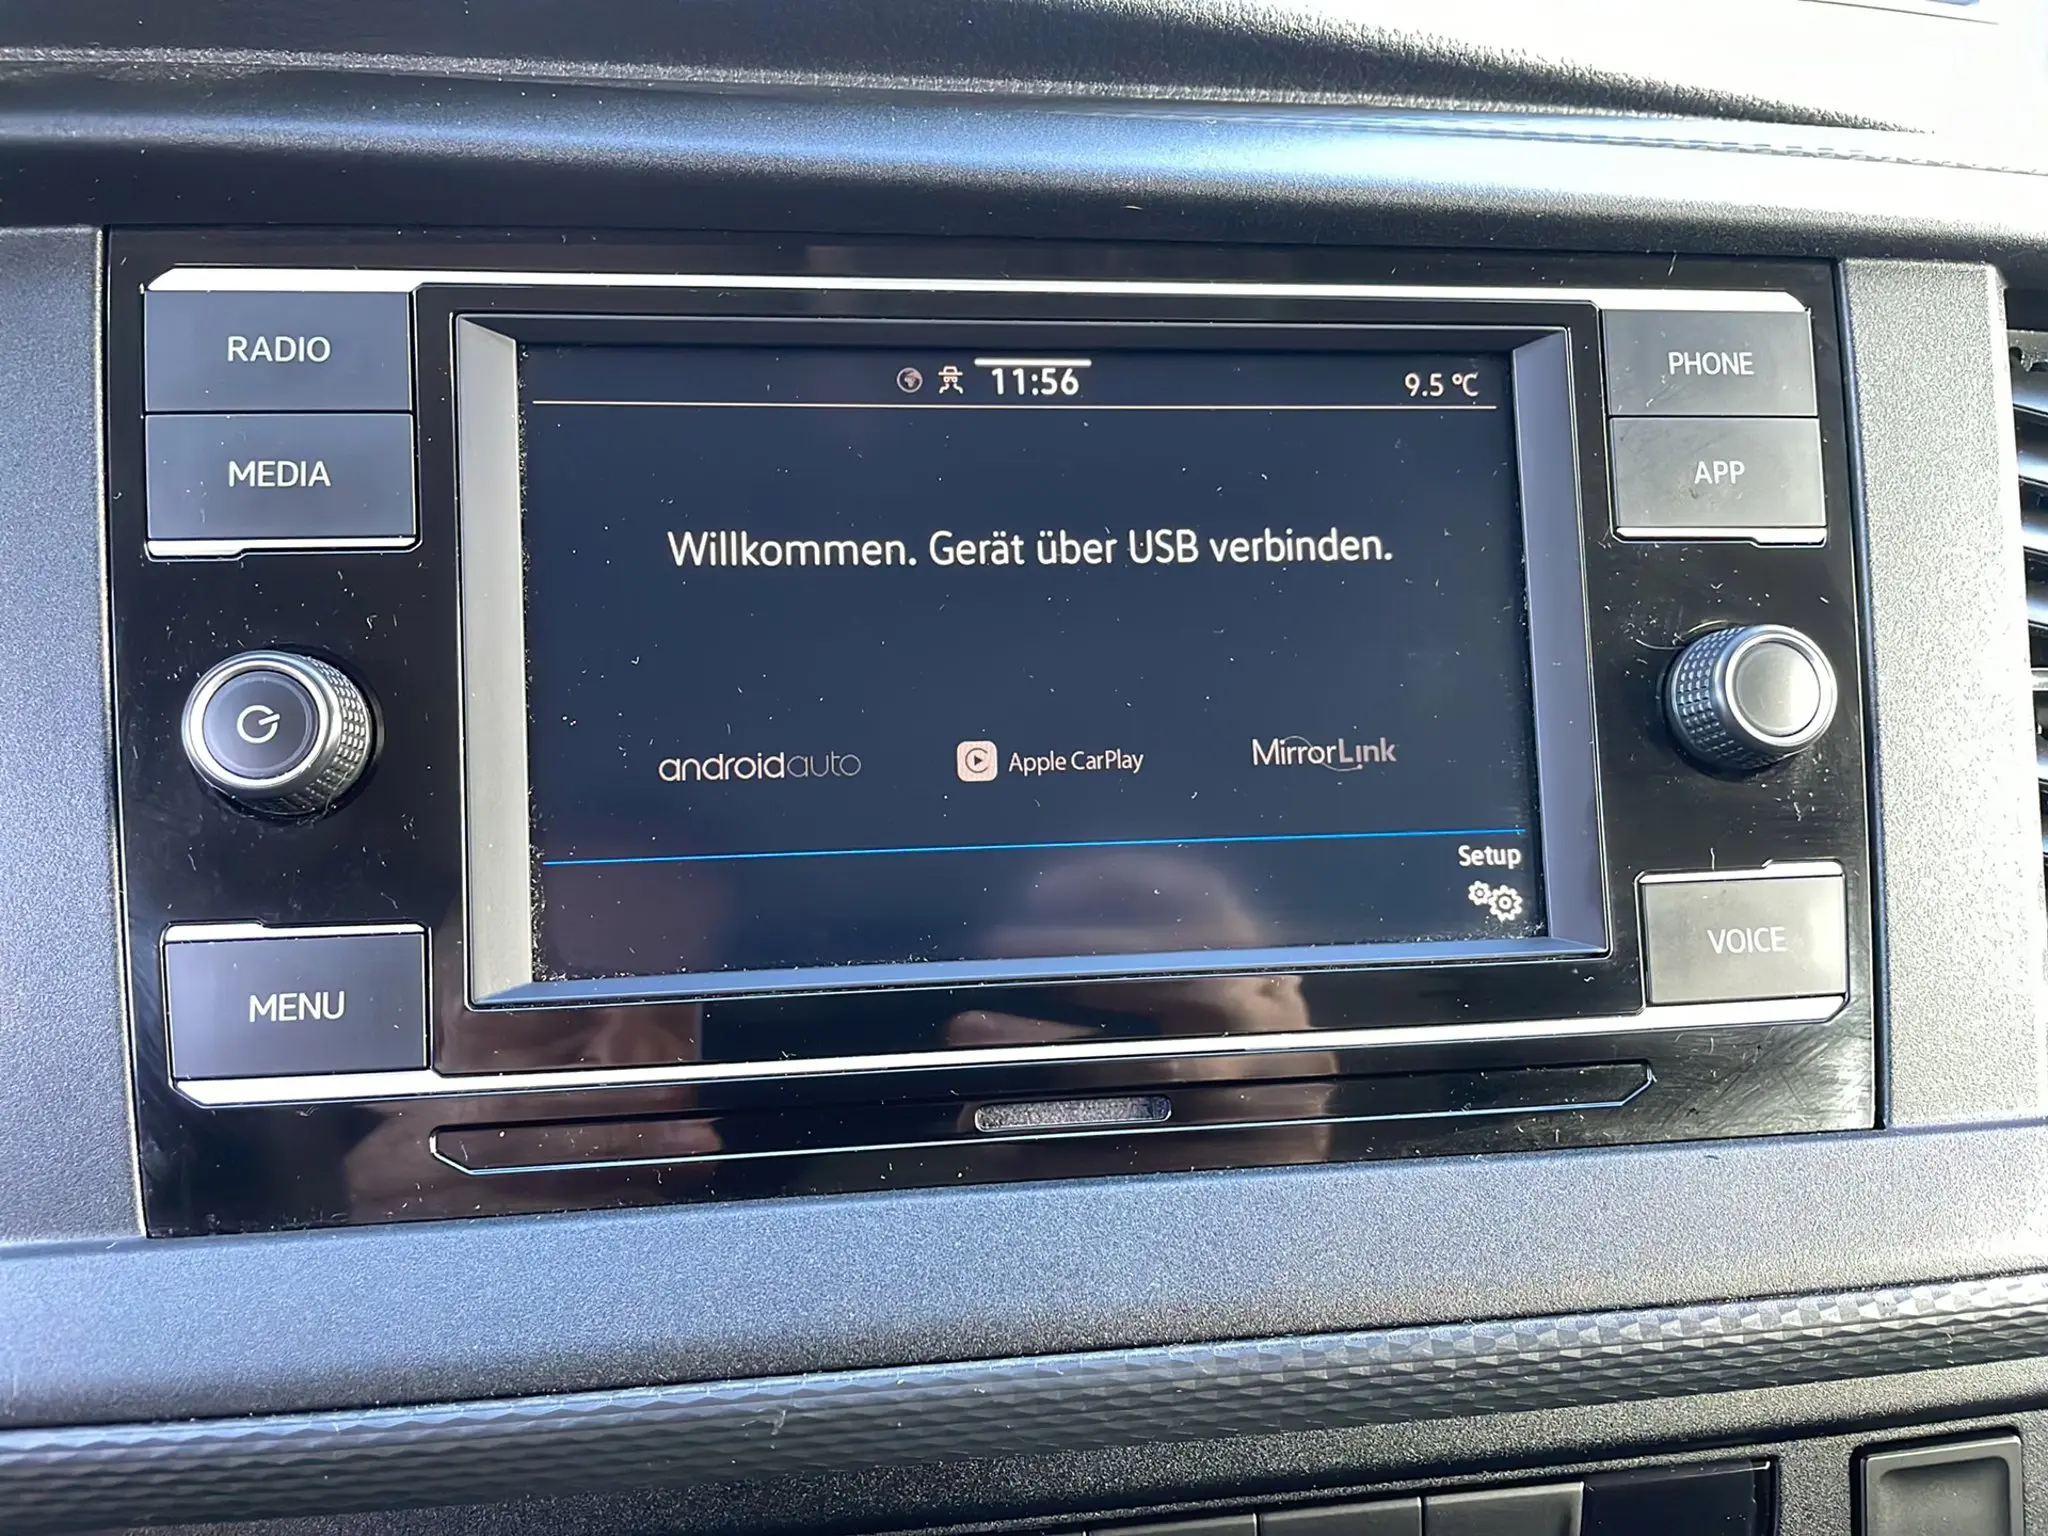 RADIO
MEDIA
MENU
11:56
9.5 °C
Willkommen. Gerät über USB verbinden.
androidauto
Apple CarPlay
MirrorLink
Setup
PHONE
APP
VOICE